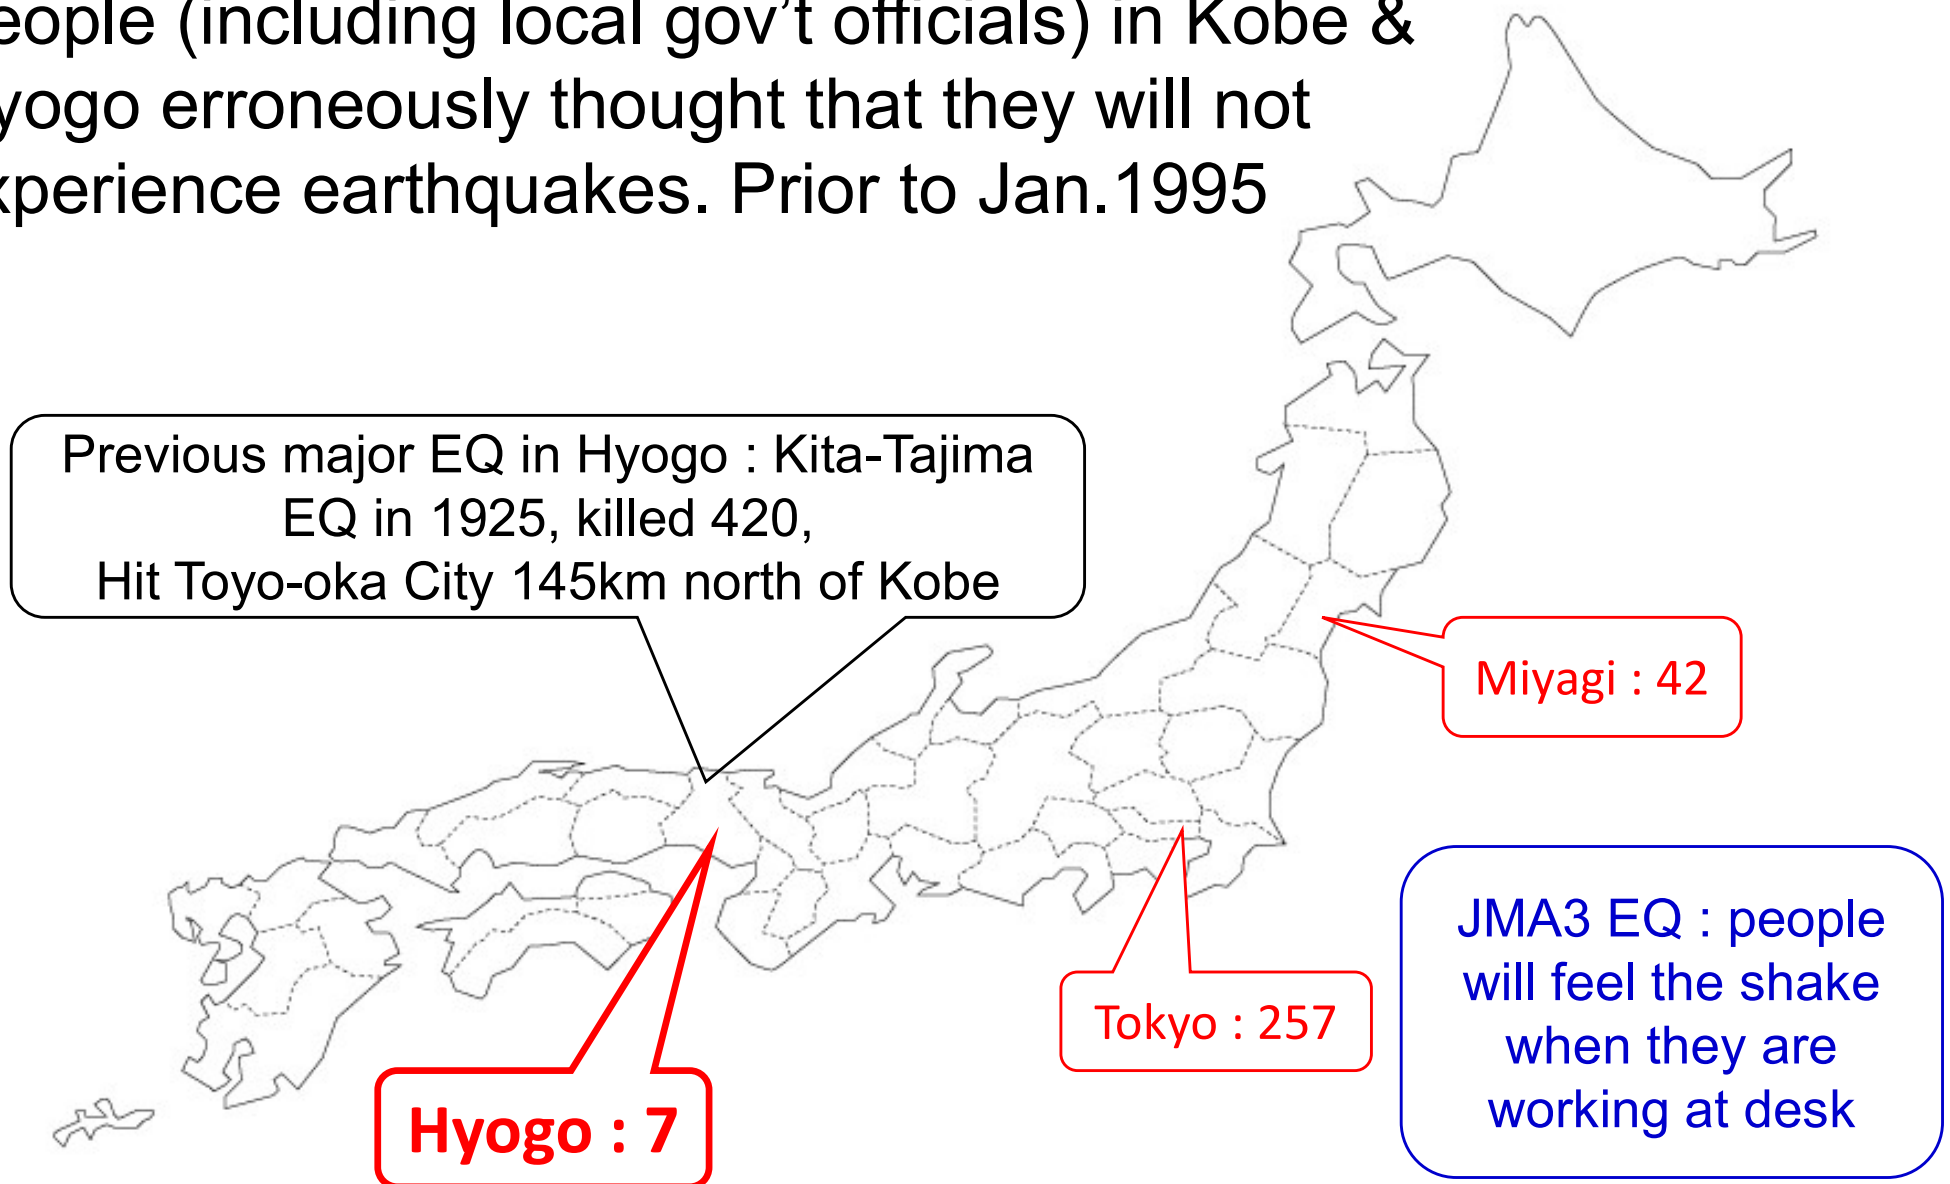 eople (including local gov’t officials) in Kobe &
yogo erroneously thought that they will not
xperience earthquakes. Prior to Jan.1995
Previous major EQ in Hyogo : Kita-Tajima
EQ in 1925, killed 420,
Hit Toyo-oka City 145km north of Kobe
Miyagi : 42
Tokyo : 257
Hyogo : 7
JMA3 EQ : people
will feel the shake
when they are
working at desk